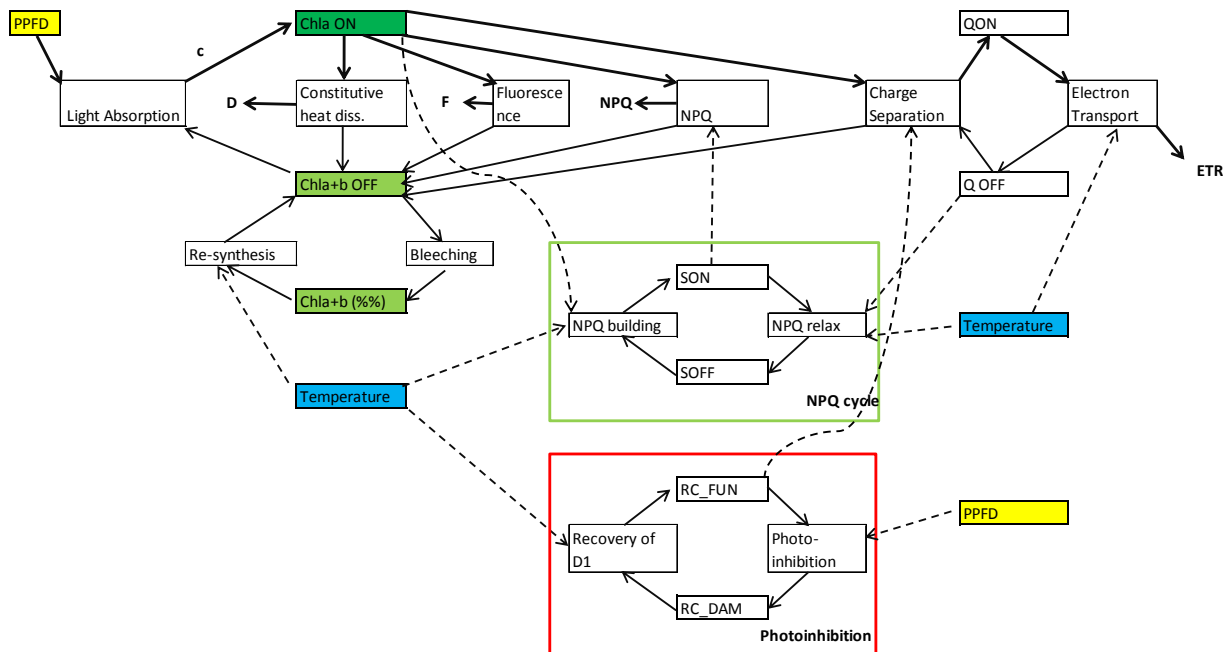 PPFD
Chla ON
QON
c
Light Absorption
D
Constitutive
heat diss.
F
Fluoresce
nce
NPQ
NPQ
Charge
Separation
Electron
Transport
ETR
Chla+b OFF
Q OFF
Re-synthesis
Bleeching
Chla+b (%%)
SON
NPQ building
NPQ relax
Temperature
SOFF
Temperature
NPQ cycle
RC_FUN
PPFD
Recovery of
D1
Photo-
inhibition
RC_DAM
Photoinhibition